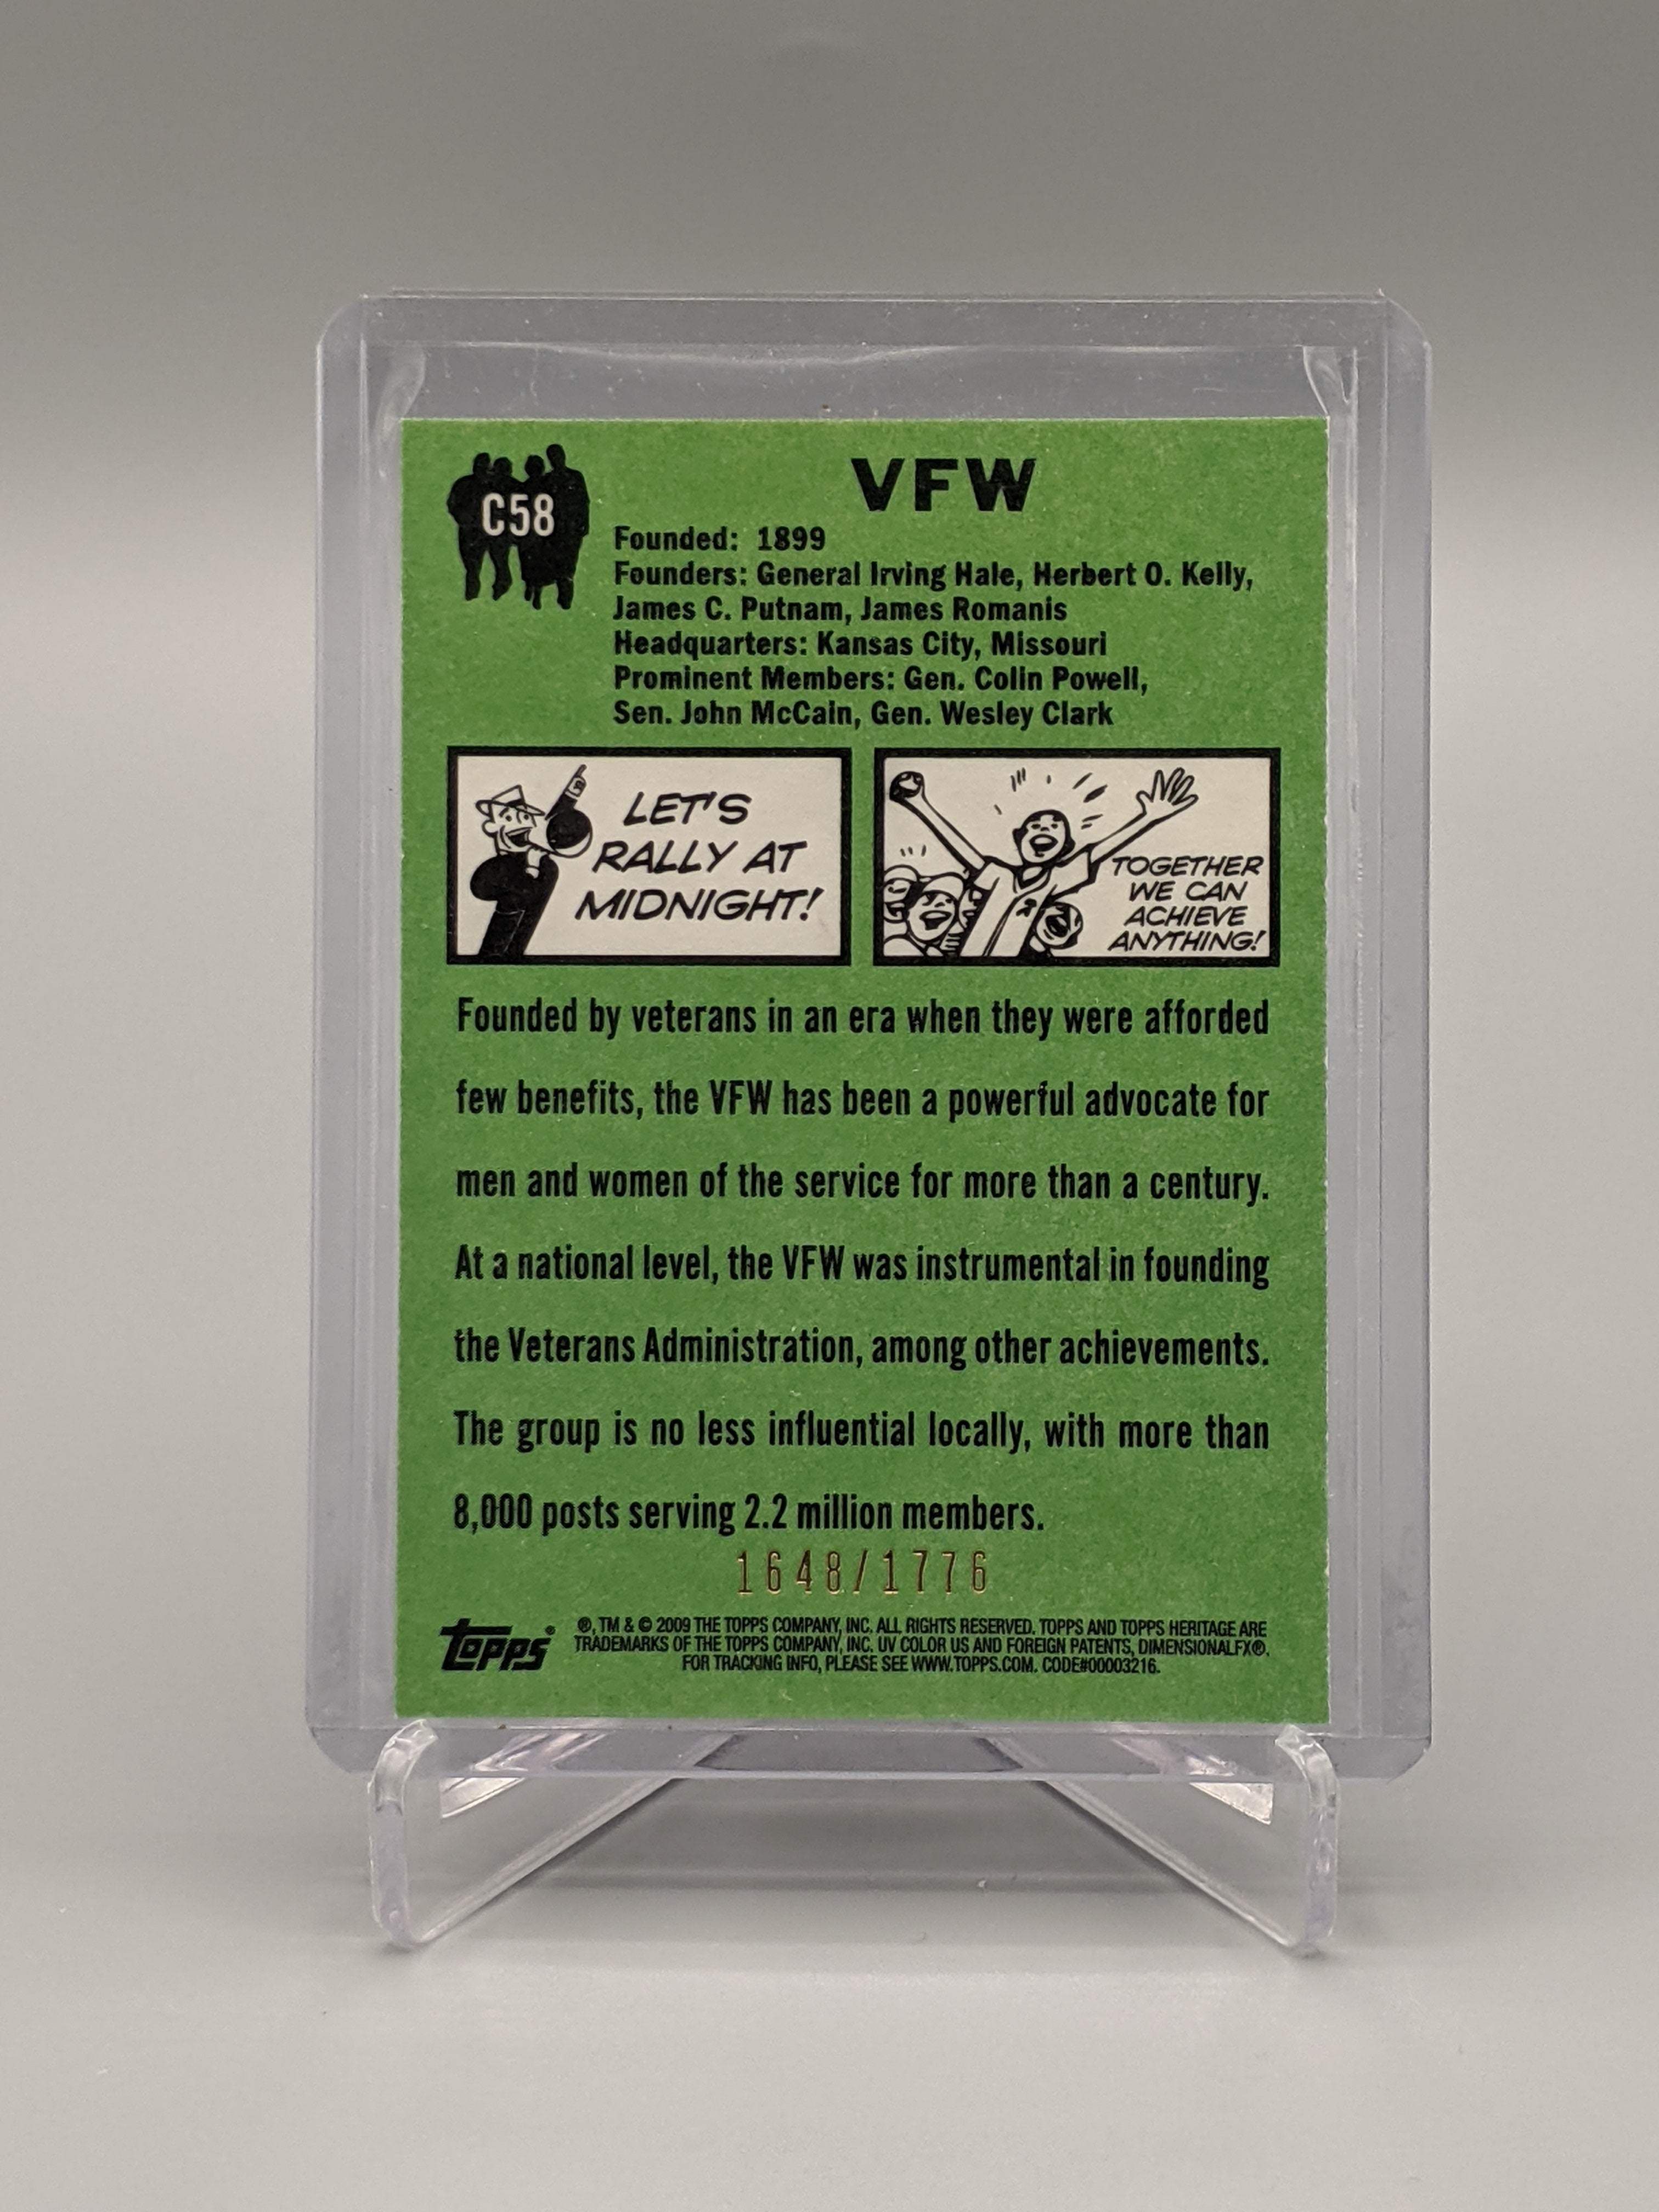 C58
VFW
Founded: 1899
Founders: General Irving Hale, Herbert O. Kelly,
James C. Putnam, James Romanis
Headquarters: Kansas City, Missouri
Prominent Members: Gen. Colin Powell,
Sen. John McCain, Gen. Wesley Clark
LET'S
RALLY AT
MIDNIGHT!
TOGETHER
WE CAN
ACHIEVE
ANYTHING!
Founded by veterans in an era when they were afforded
few benefits, the VFW has been a powerful advocate for
men and women of the service for more than a century.
At a national level, the VFW was instrumental in founding
the Veterans Administration, among other achievements.
The group is no less influential locally, with more than
8,000 posts serving 2.2 million members.
1648/1776
topps®
®, TM & © 2009 THE TOPPS COMPANY, INC. ALL RIGHTS RESERVED. TOPPS AND TOPPS HERITAGE ARE
TRADEMARKS OF THE TOPPS COMPANY, INC. UV COLOR US AND FOREIGN PATENTS, DIMENSIONALFX®.
FOR TRACKING INFO, PLEASE SEE WWW.TOPPS.COM. CODE#00003216.